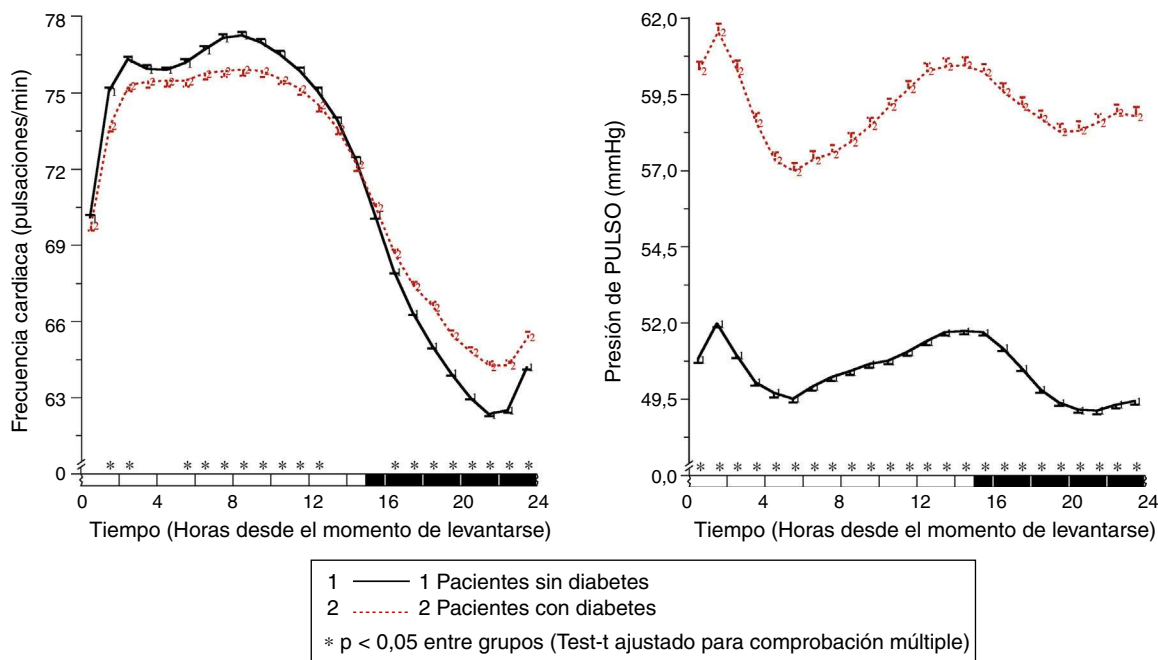 Frecuencia cardiaca (pulsaciones/min)
78
75
72
69
66
63
0
* * * * * * * * * * * * * * * * * * *
0 4 8 12 16 20 24
Tiempo (Horas desde el momento de levantarse)
Presión de PULSO (mmHg)
62,0
59,5
57,0
54,5
52,0
49,5
0,0
* * * * * * * * * * * * * * * * * * * * * * * *
0 4 8 12 16 20 24
Tiempo (Horas desde el momento de levantarse)
1 1 Pacientes sin diabetes
2 2 Pacientes con diabetes
* p < 0,05 entre grupos (Test-t ajustado para comprobación múltiple)